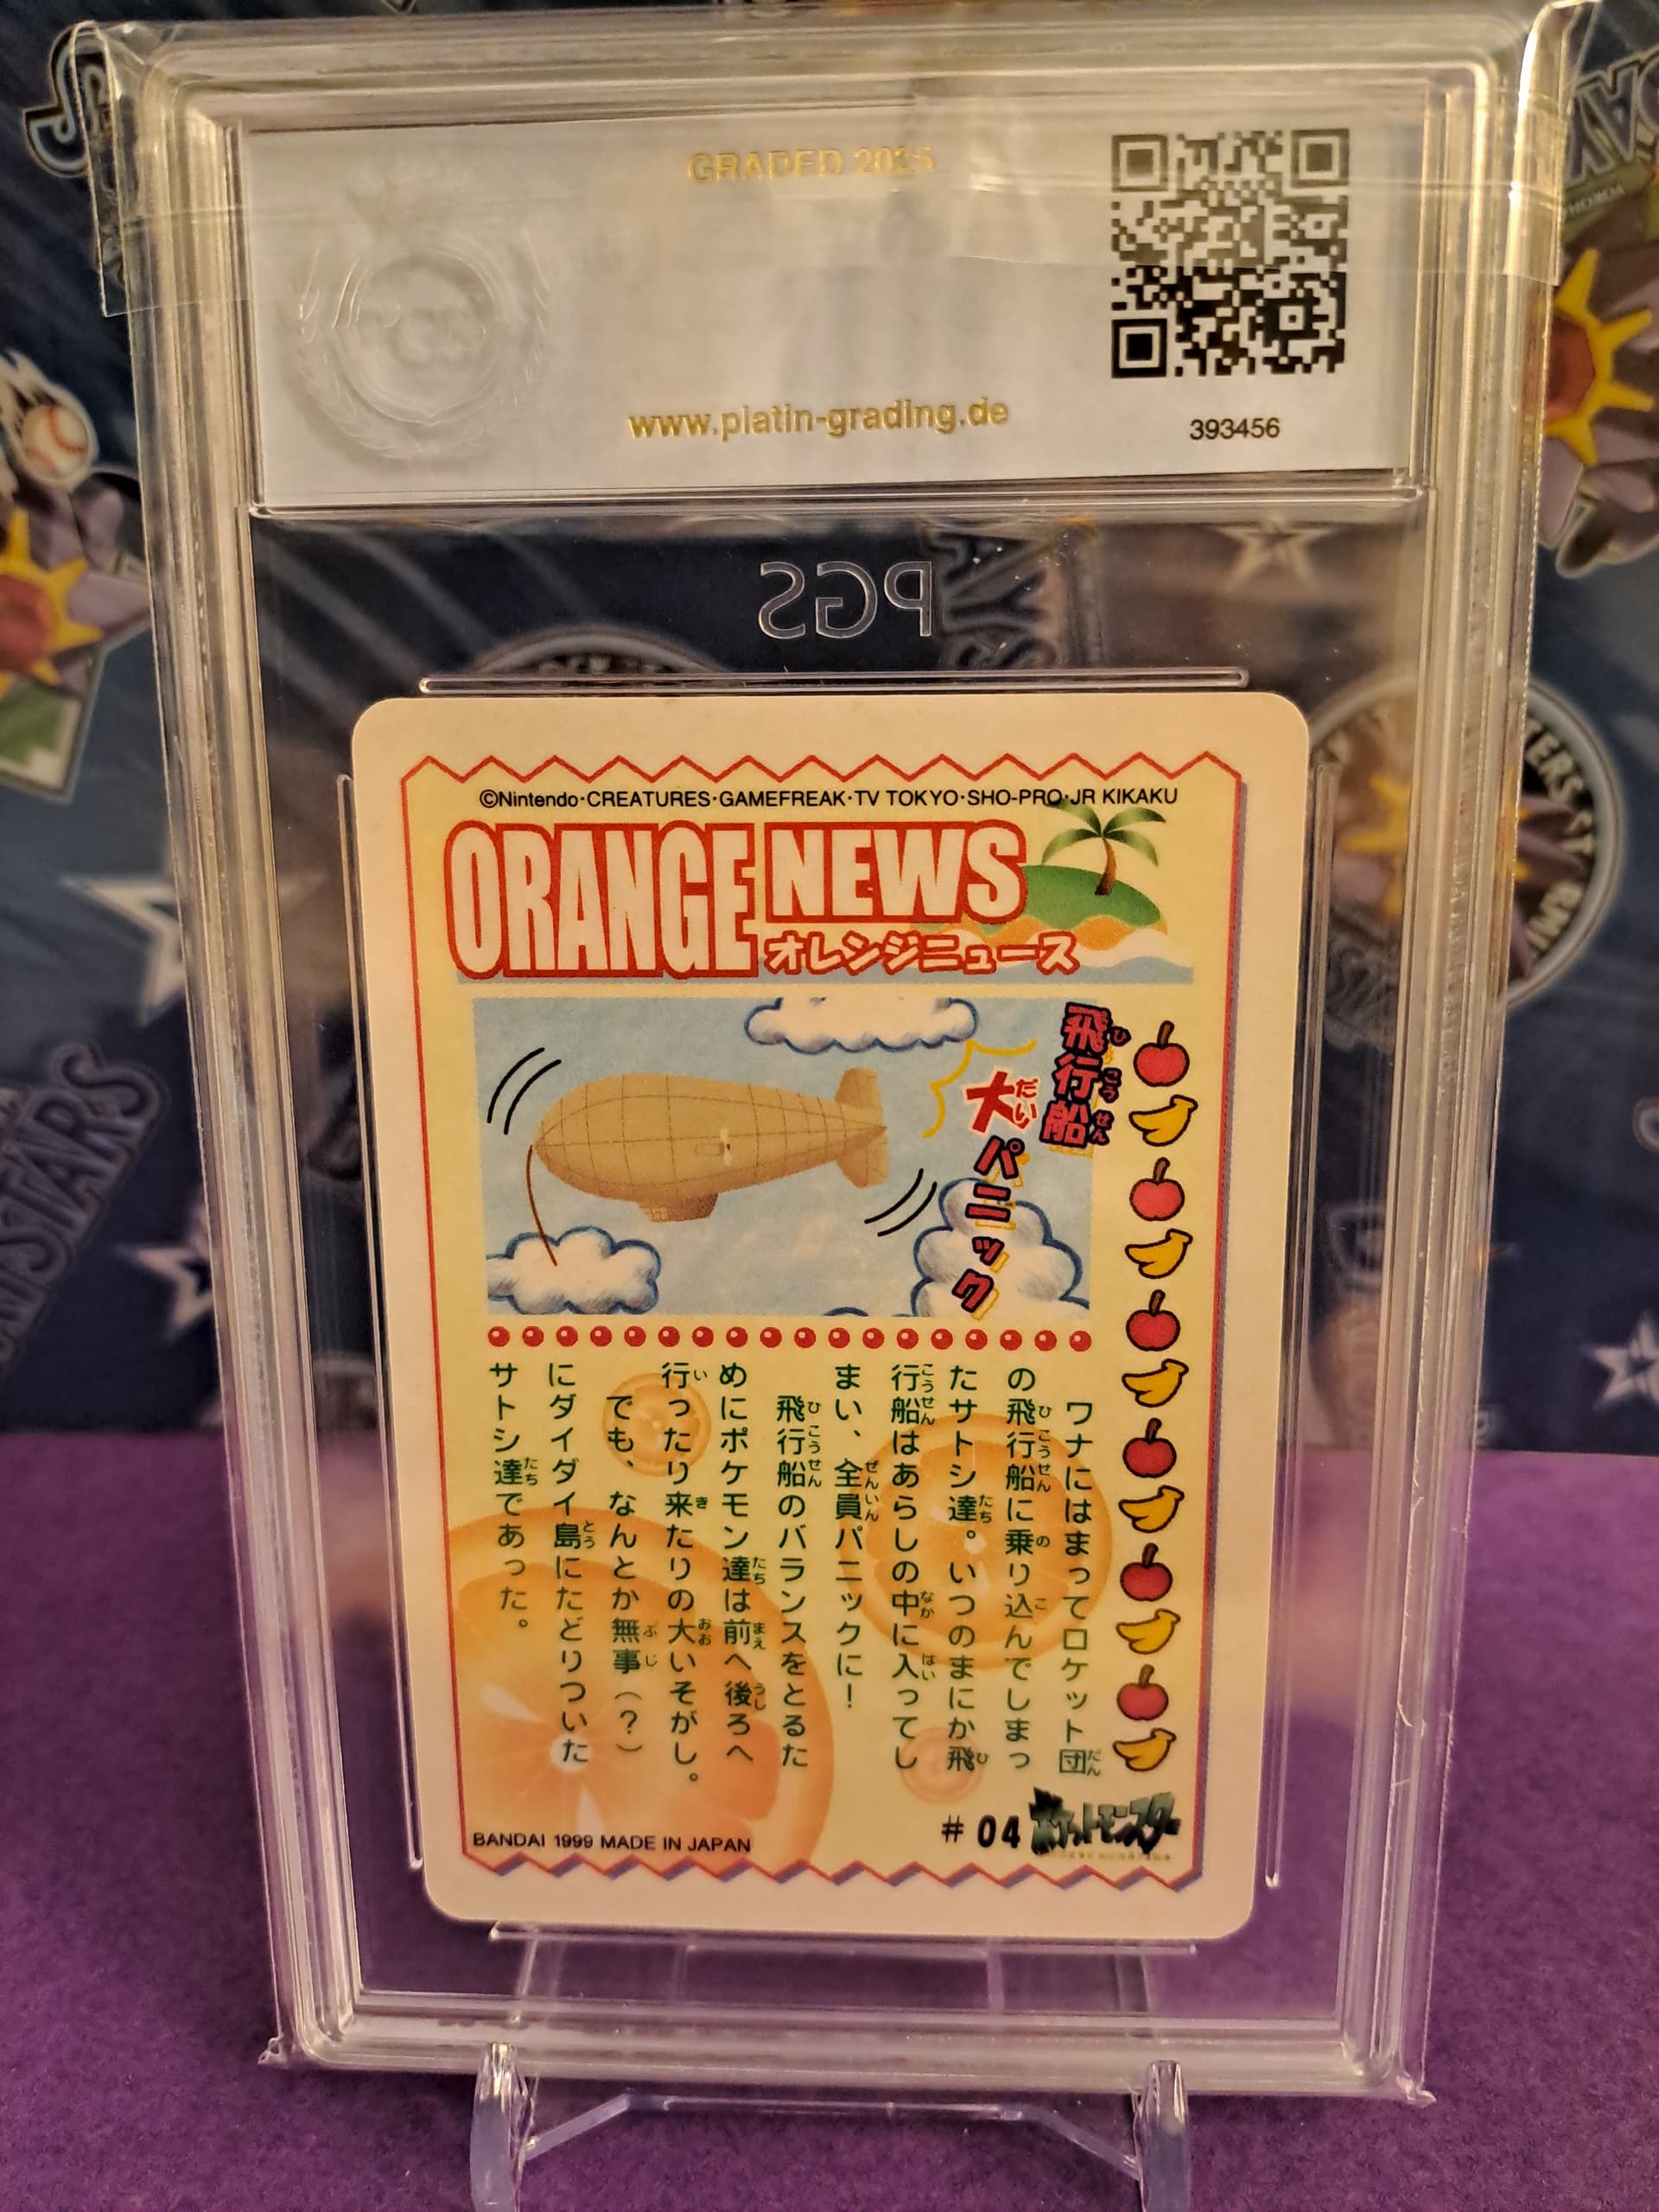 GRADED 2025
www.platin-grading.de
393456
PGS
©Nintendo·CREATURES·GAMEFREAK·TV TOKYO·SHO-PRO·JR KIKAKU
ORANGE NEWS
オレンジニュース
飛行船
大パニック
ワナにはまってロケット団
の飛行船に乗り込んでしまっ
たサトシ達。いつのまにか飛
行船はあらしの中に入ってし
まい、全員パニックに!
飛行船のバランスをとるた
めにポケモン達は前へ後ろへ
行ったり来たりの大いそがし。
でも、なんとか無事(?)
にダイダイ島にたどりついた
サトシ達であった。
BANDAI 1999 MADE IN JAPAN
# 04 ポケットモンスター